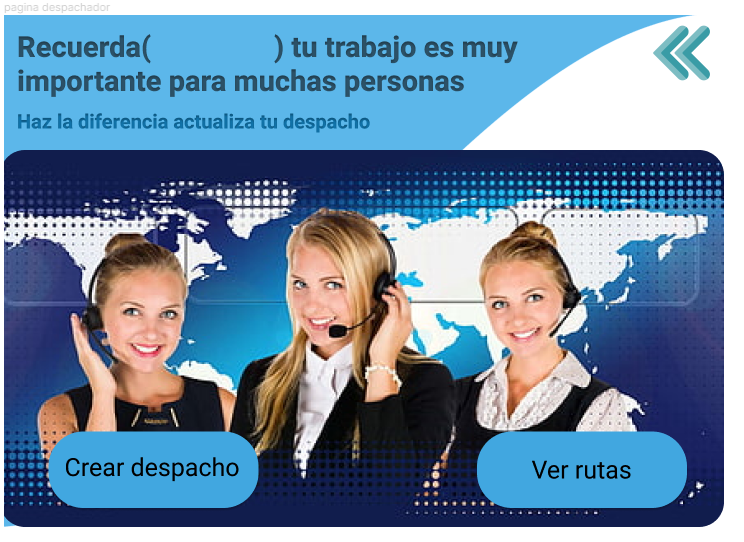 pagina despachador
Recuerda( ) tu trabajo es muy
importante para muchas personas
Haz la diferencia actualiza tu despacho
Crear despacho
Ver rutas